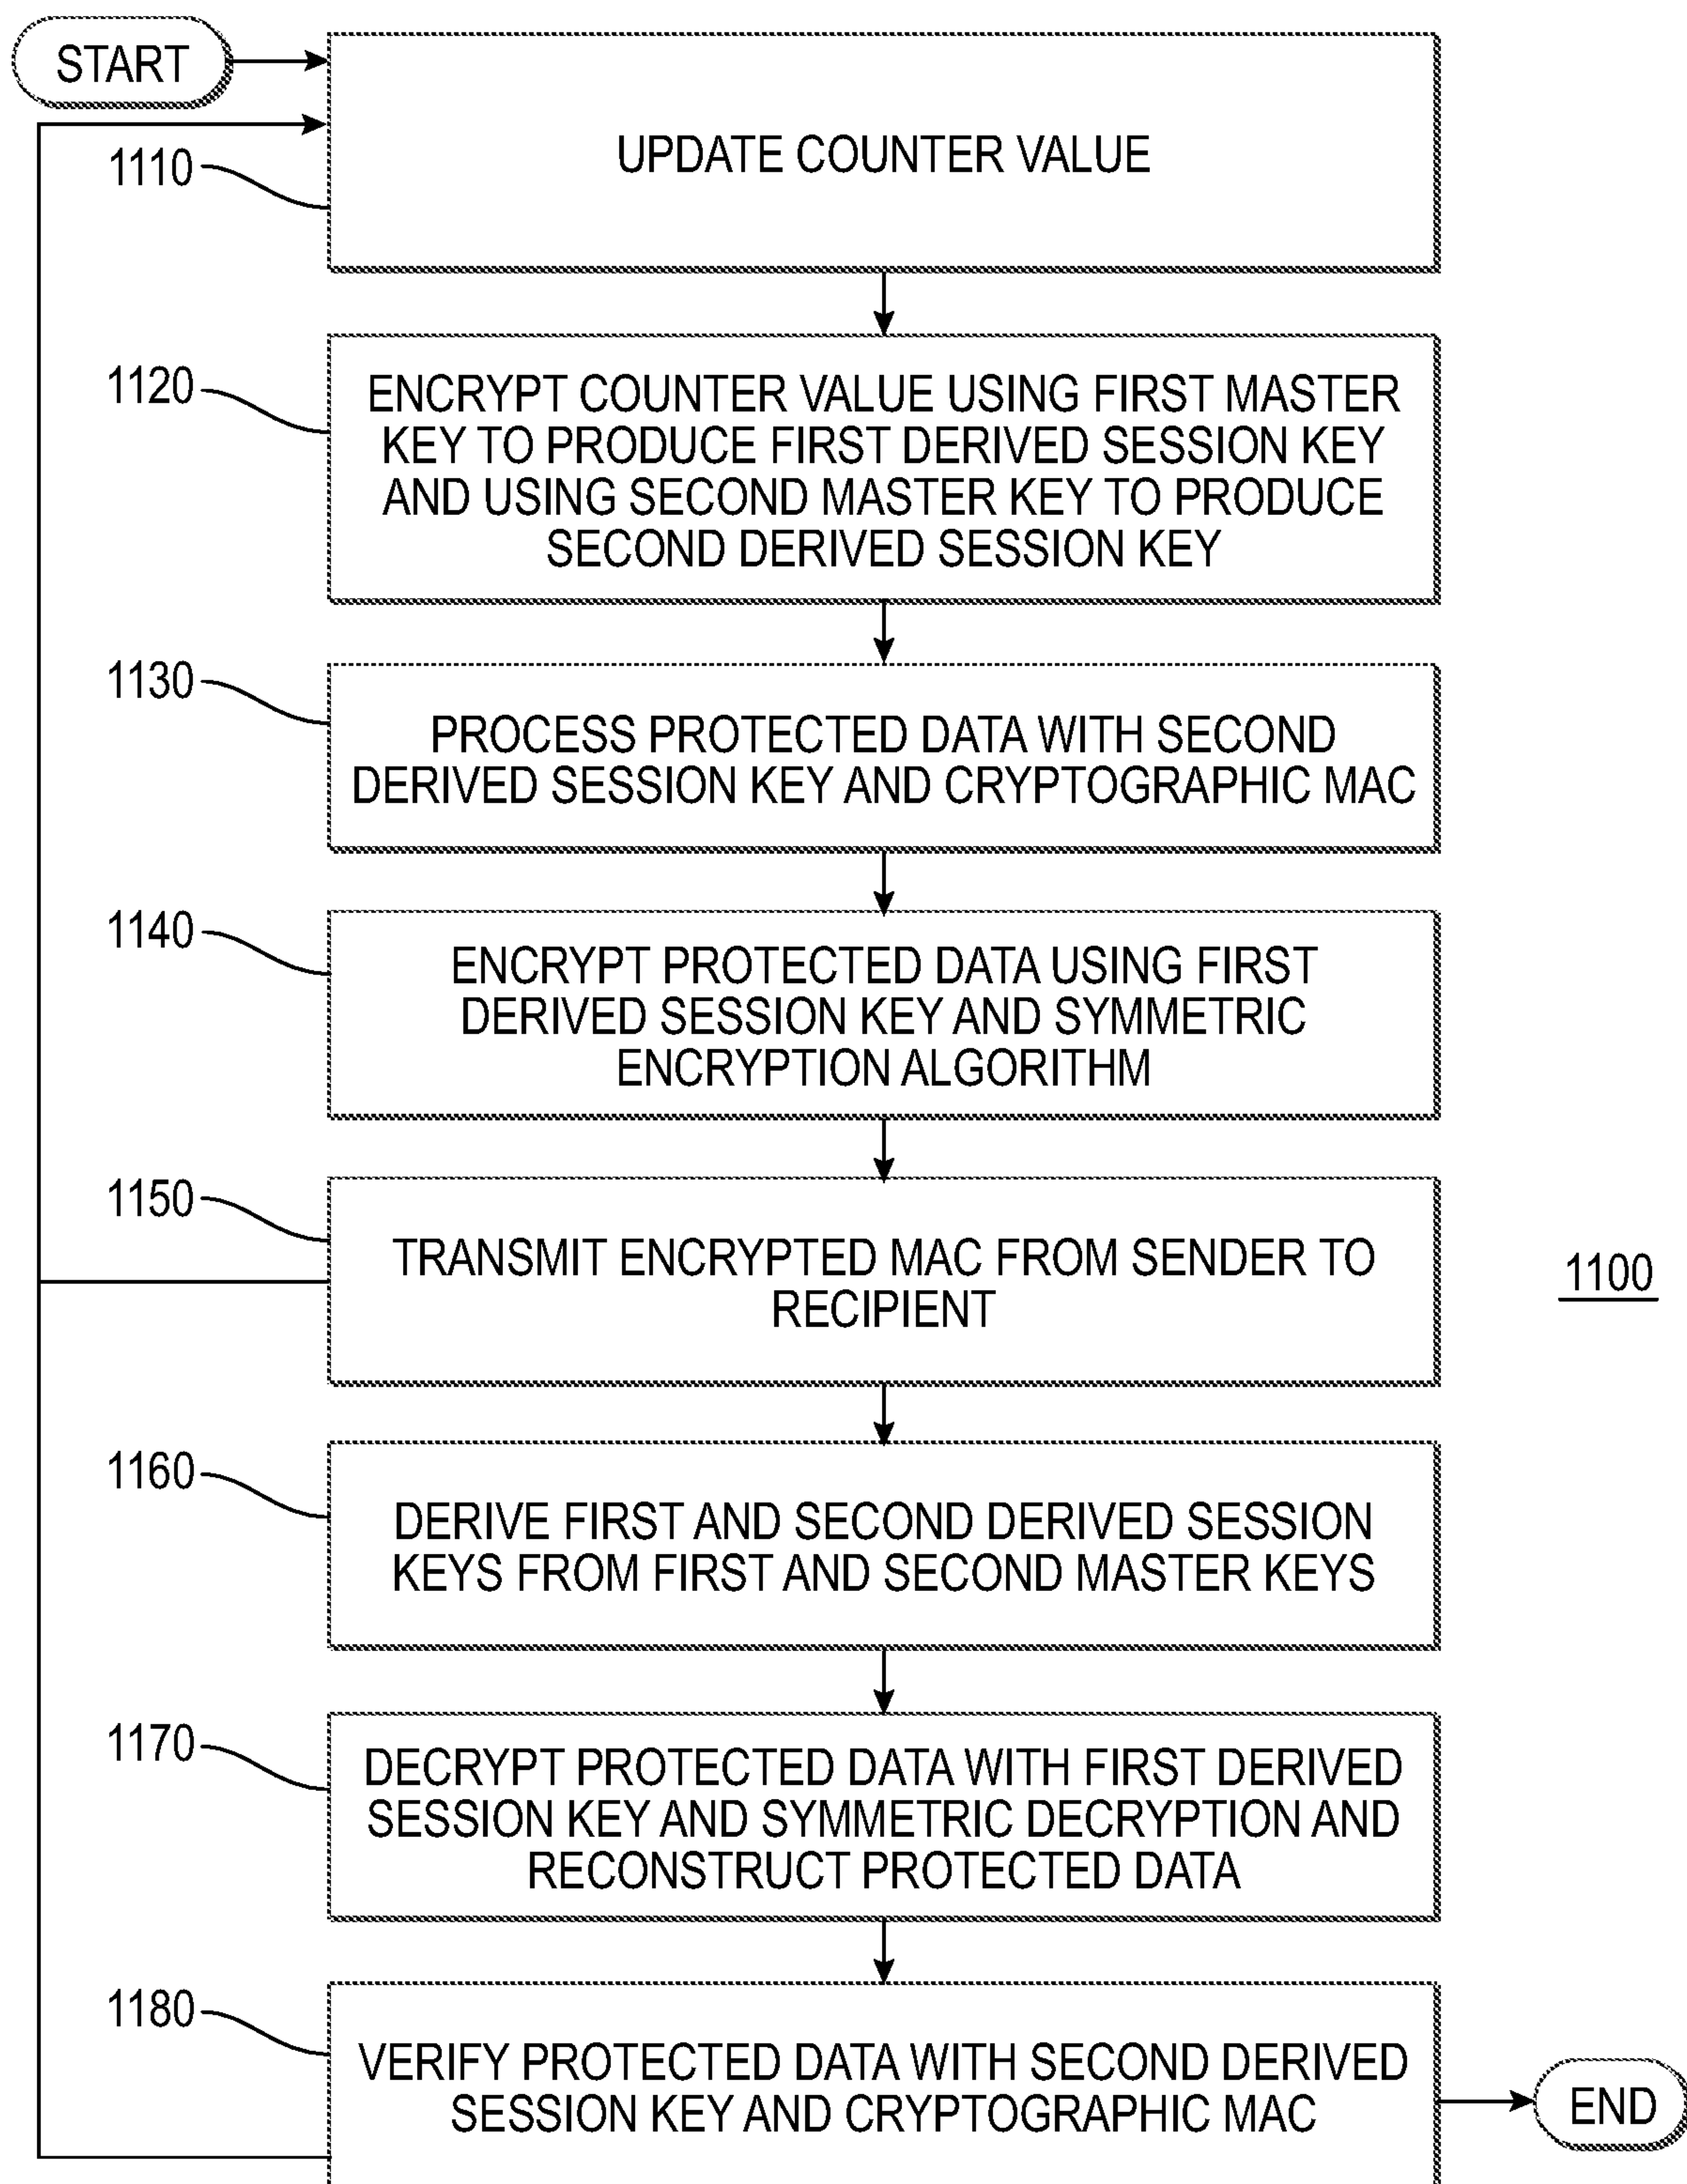 START
UPDATE COUNTER VALUE
1110
1120
ENCRYPT COUNTER VALUE USING FIRST MASTER
KEY TO PRODUCE FIRST DERIVED SESSION KEY
AND USING SECOND MASTER KEY TO PRODUCE
SECOND DERIVED SESSION KEY
1130
PROCESS PROTECTED DATA WITH SECOND
DERIVED SESSION KEY AND CRYPTOGRAPHIC MAC
1140
ENCRYPT PROTECTED DATA USING FIRST
DERIVED SESSION KEY AND SYMMETRIC
ENCRYPTION ALGORITHM
1150
TRANSMIT ENCRYPTED MAC FROM SENDER TO
RECIPIENT
1100
1160
DERIVE FIRST AND SECOND DERIVED SESSION
KEYS FROM FIRST AND SECOND MASTER KEYS
1170
DECRYPT PROTECTED DATA WITH FIRST DERIVED
SESSION KEY AND SYMMETRIC DECRYPTION AND
RECONSTRUCT PROTECTED DATA
1180
VERIFY PROTECTED DATA WITH SECOND DERIVED
SESSION KEY AND CRYPTOGRAPHIC MAC
END